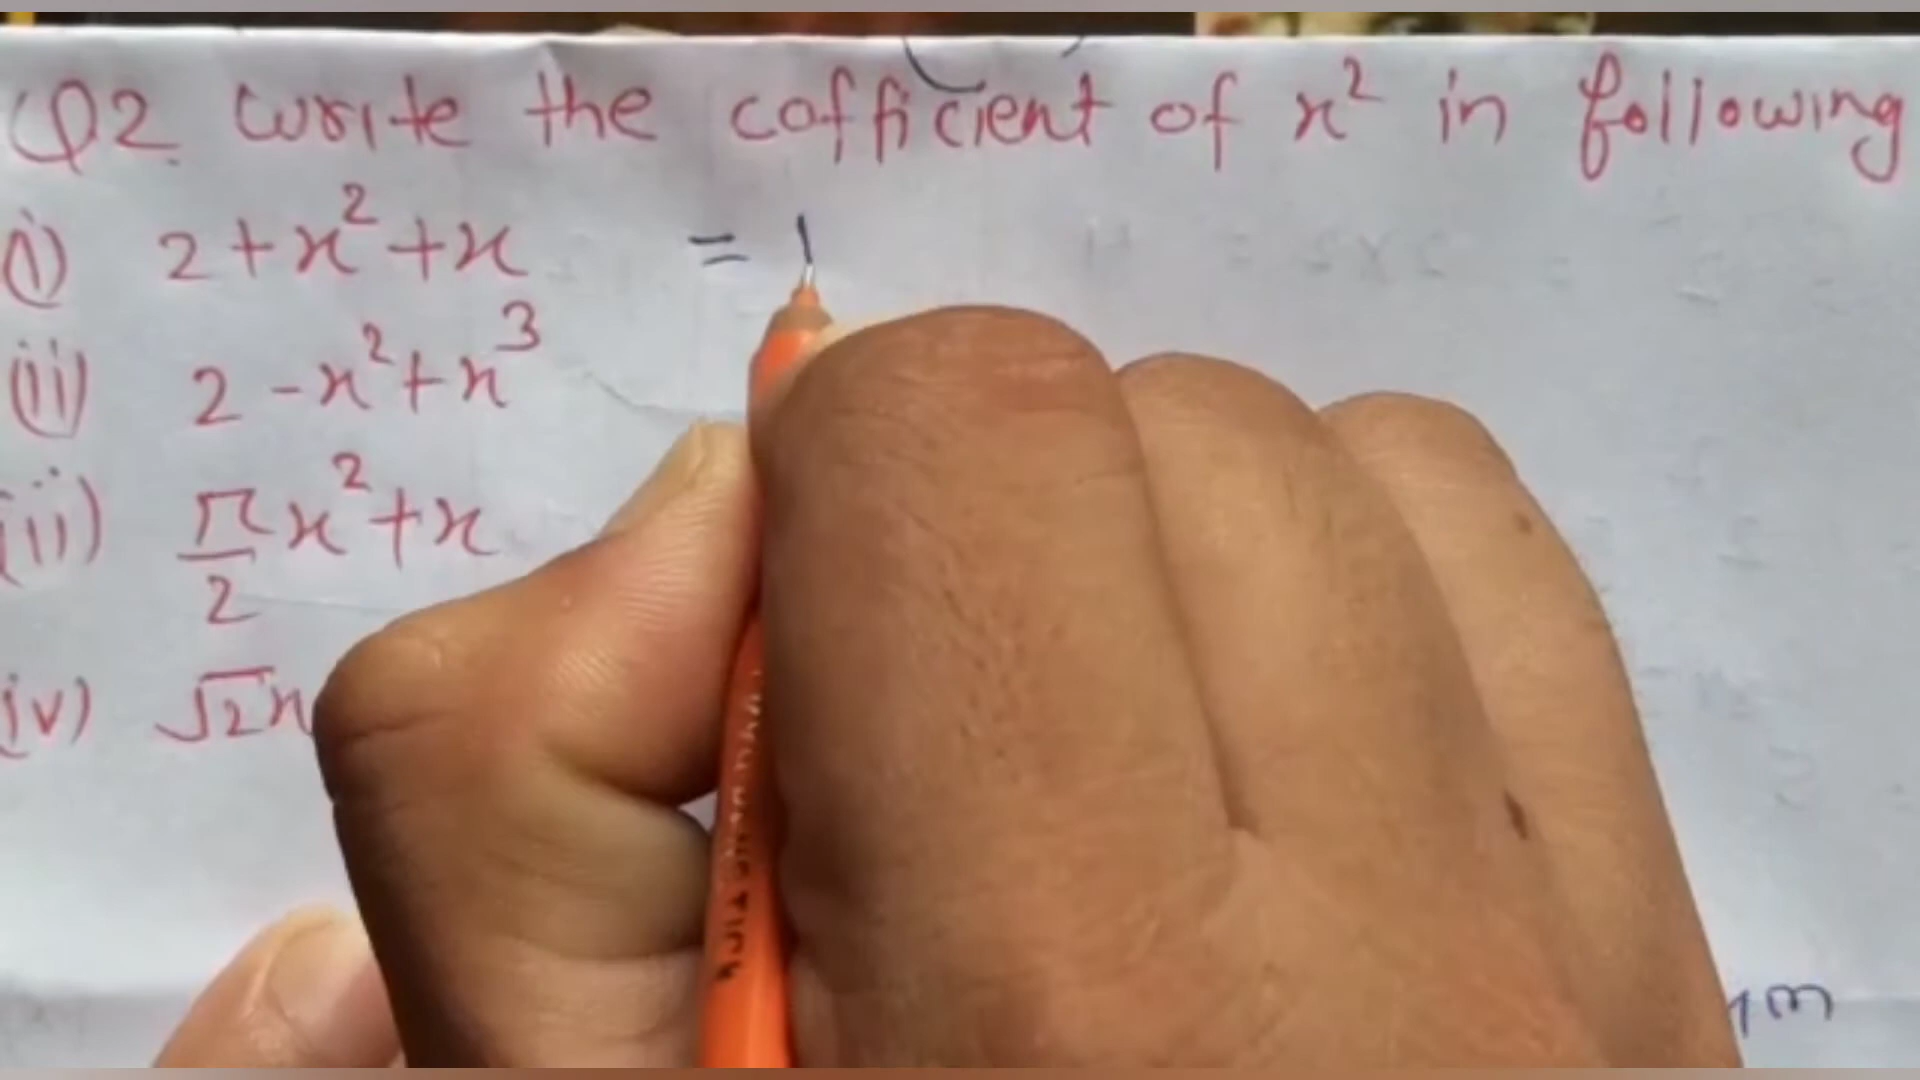 Q2. write the cofficient of x² in following
(i) 2+x²+x = 1
(ii) 2-x²+x³
(iii) π/2 x²+x
(iv) √2x